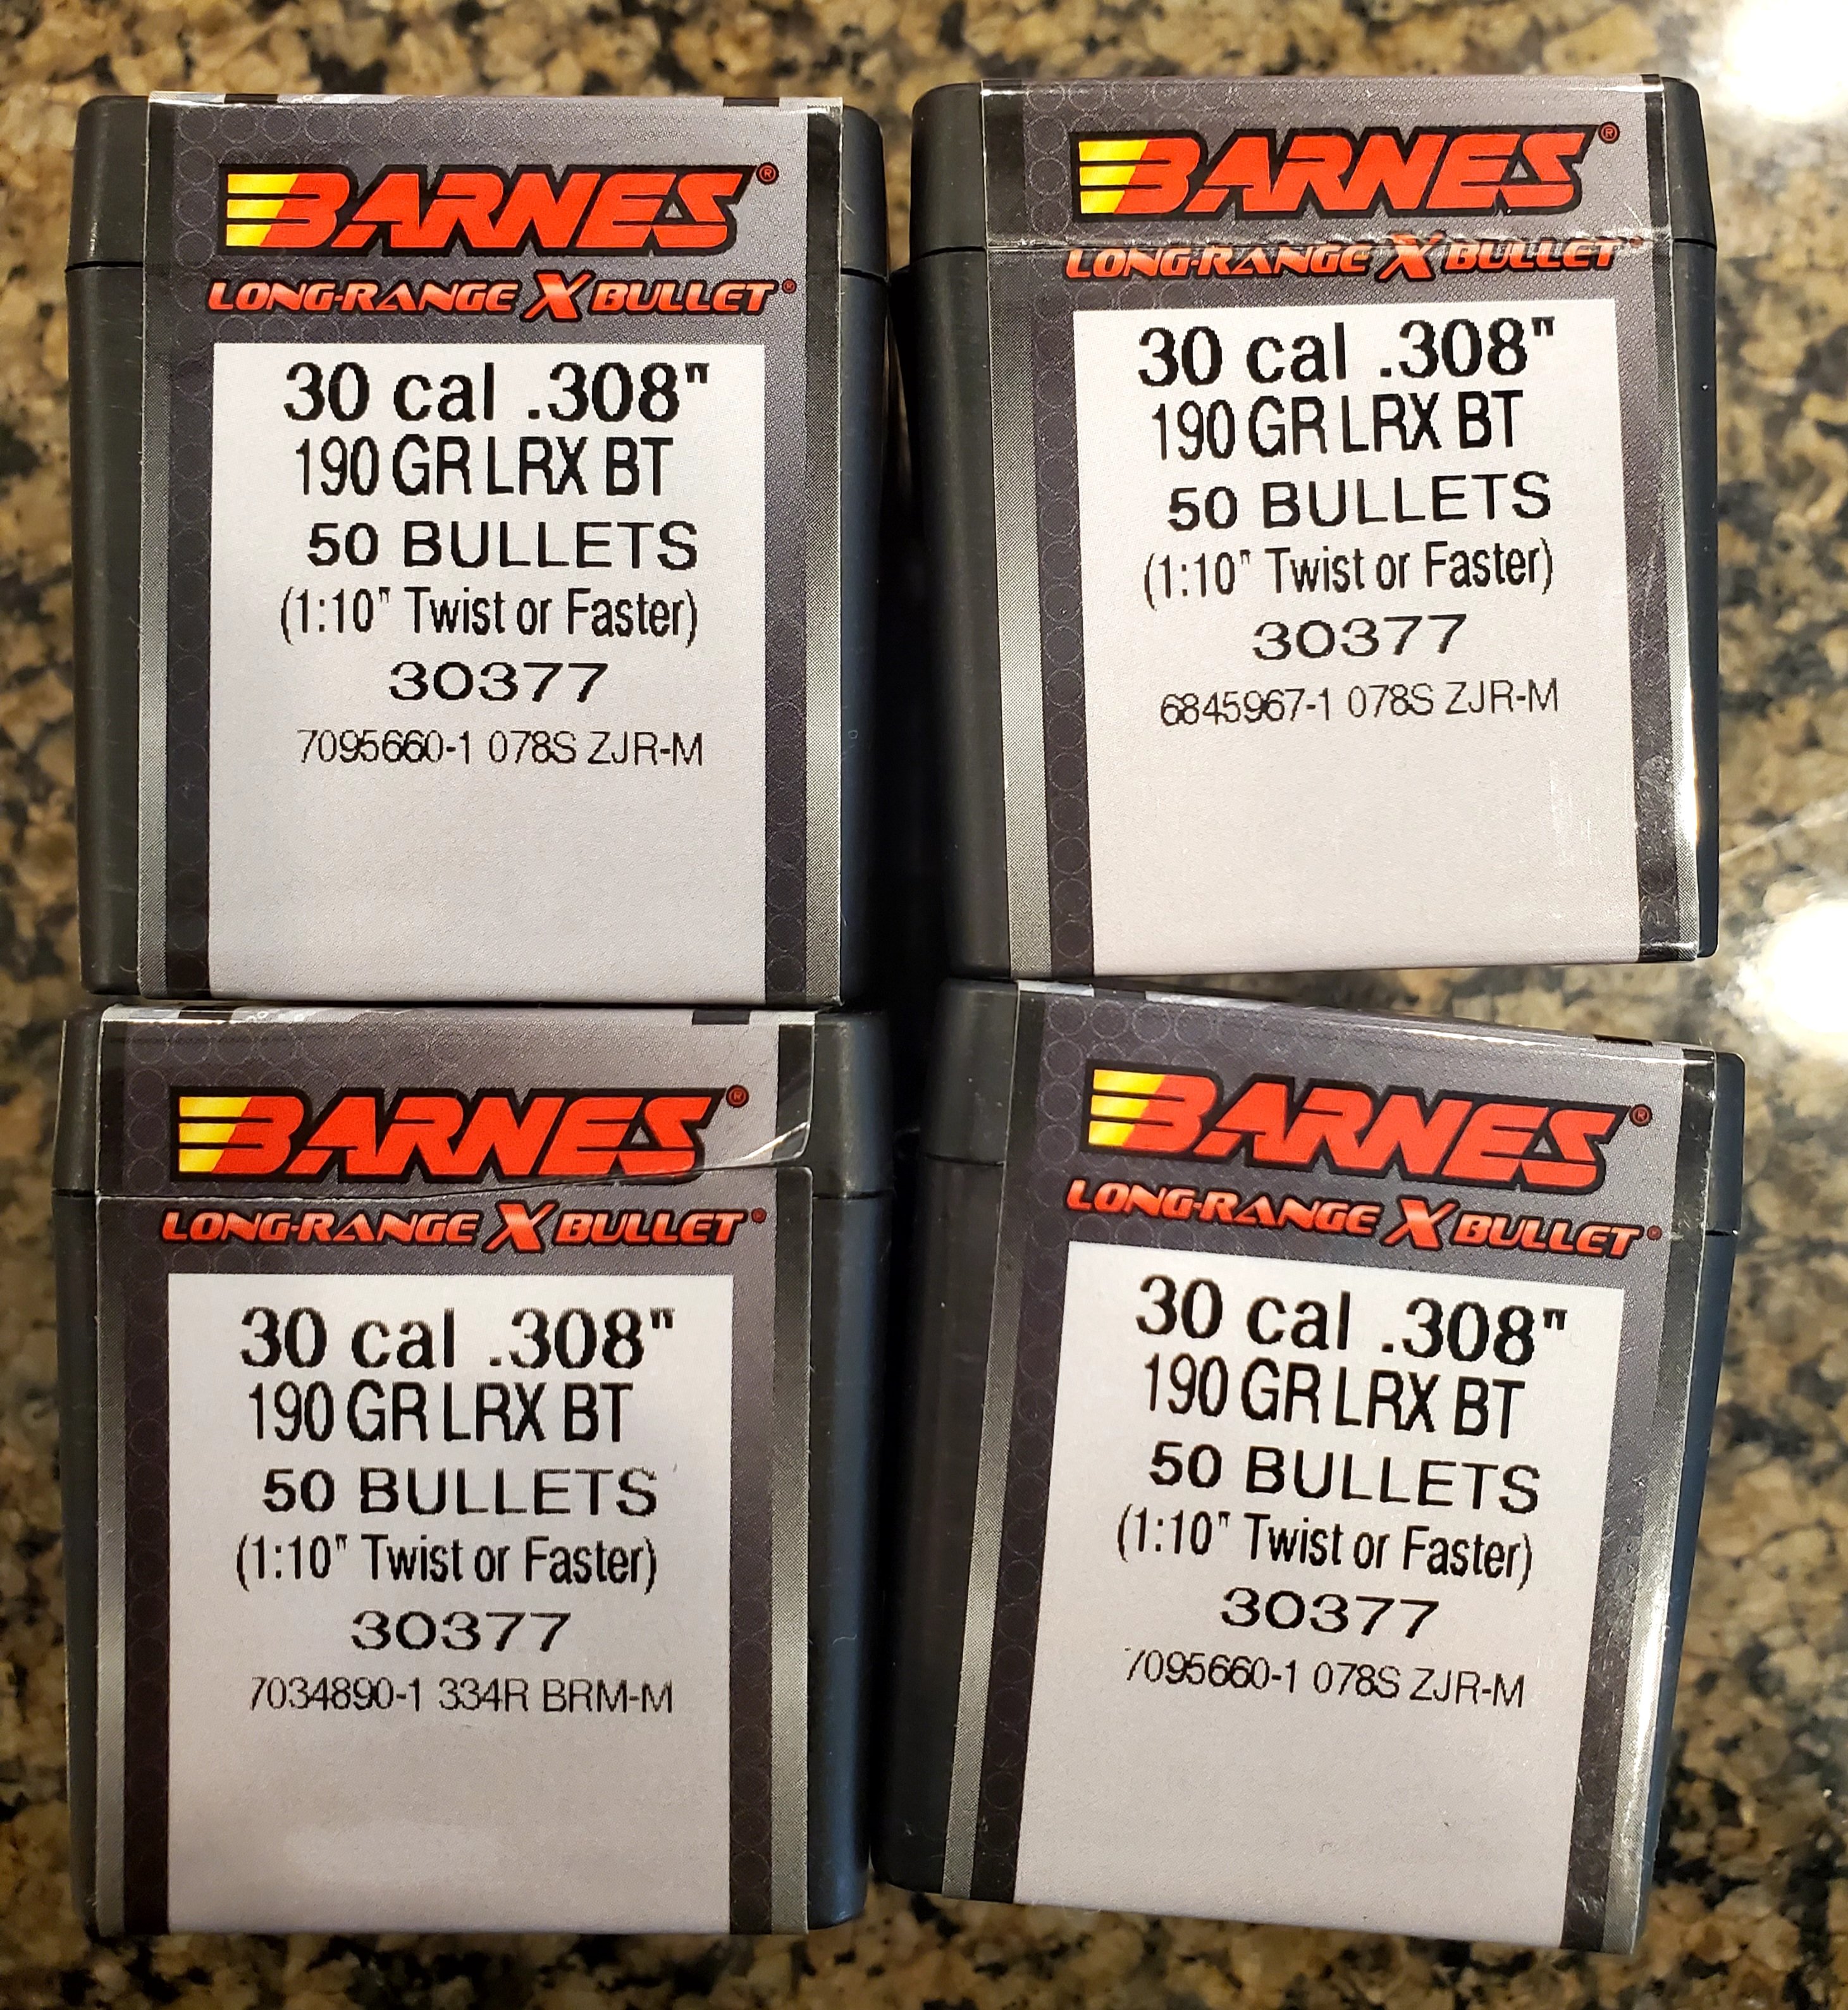 BARNES®
LONG-RANGE X BULLET®
30 cal .308"
190 GR LRX BT
50 BULLETS
(1:10" Twist or Faster)
30377
7095660-1 078S ZJR-M
BARNES®
LONG-RANGE X BULLET®
30 cal .308"
190 GR LRX BT
50 BULLETS
(1:10" Twist or Faster)
30377
6845967-1 078S ZJR-M
BARNES®
LONG-RANGE X BULLET®
30 cal .308"
190 GR LRX BT
50 BULLETS
(1:10" Twist or Faster)
30377
7034890-1 334R BRM-M
BARNES®
LONG-RANGE X BULLET®
30 cal .308"
190 GR LRX BT
50 BULLETS
(1:10" Twist or Faster)
30377
7095660-1 078S ZJR-M